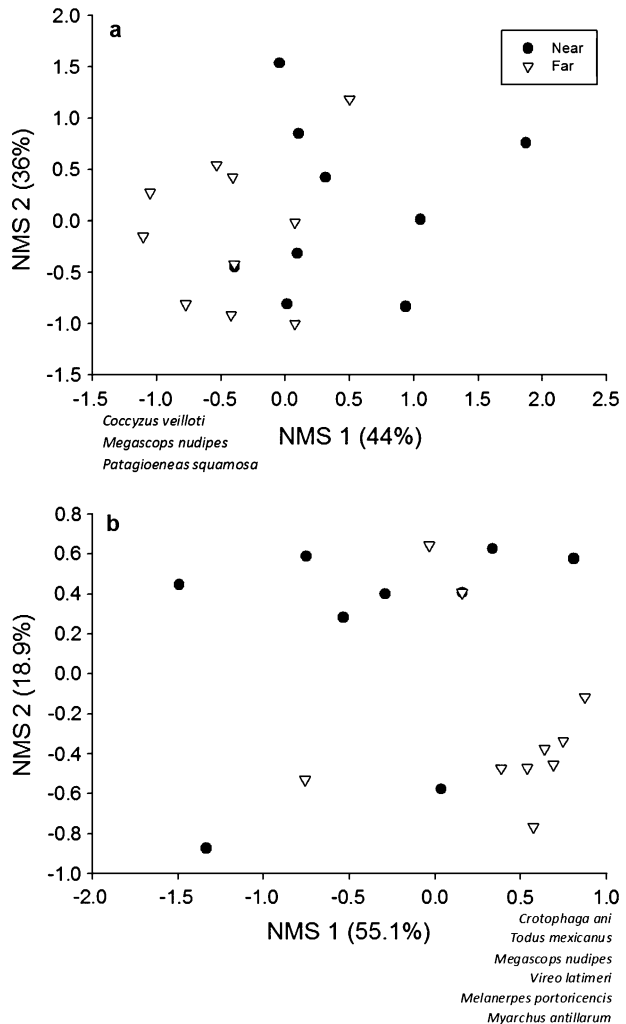 a
Near
Far
2.0
1.5
1.0
0.5
0.0
-0.5
-1.0
-1.5
NMS 2 (36%)
-1.5 -1.0 -0.5 0.0 0.5 1.0 1.5 2.0 2.5
NMS 1 (44%)
Coccyzus veilloti
Megascops nudipes
Patagioeneas squamosa
b
0.8
0.6
0.4
0.2
0.0
-0.2
-0.4
-0.6
-0.8
-1.0
NMS 2 (18.9%)
-2.0 -1.5 -1.0 -0.5 0.0 0.5 1.0
NMS 1 (55.1%)
Crotophaga ani
Todus mexicanus
Megascops nudipes
Vireo latimeri
Melanerpes portoricencis
Myarchus antillarum